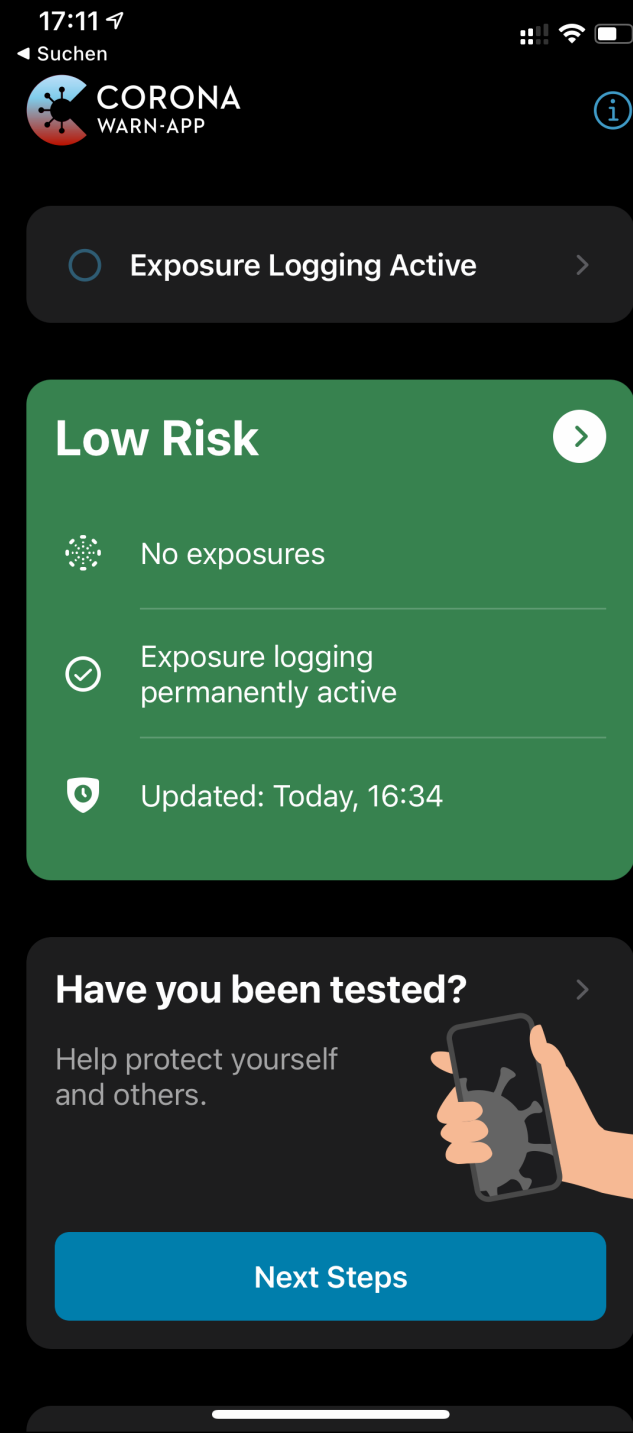 17:11
Suchen
CORONA
WARN-APP
Exposure Logging Active
Low Risk
No exposures
Exposure logging
permanently active
Updated: Today, 16:34
Have you been tested?
Help protect yourself
and others.
Next Steps